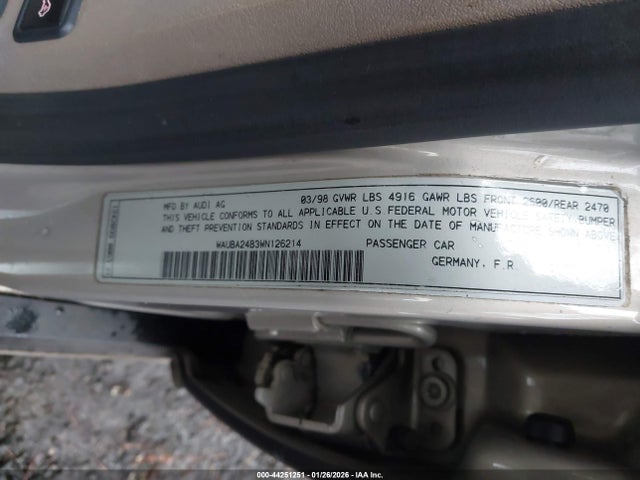 MFD BY AUDI AG 03/98 GVWR LBS 4916 GAWR LBS FRONT 2600/REAR 2470
THIS VEHICLE CONFORMS TO ALL APPLICABLE U.S. FEDERAL MOTOR VEHICLE SAFETY BUMPER
AND THEFT PREVENTION STANDARDS IN EFFECT ON THE DATE OF MANUFACTURE SHOWN ABOVE
WAUBA24B3WN126214 PASSENGER CAR
GERMANY, F.R.
000-44251251 | 01/26/2026 | IAA Inc.